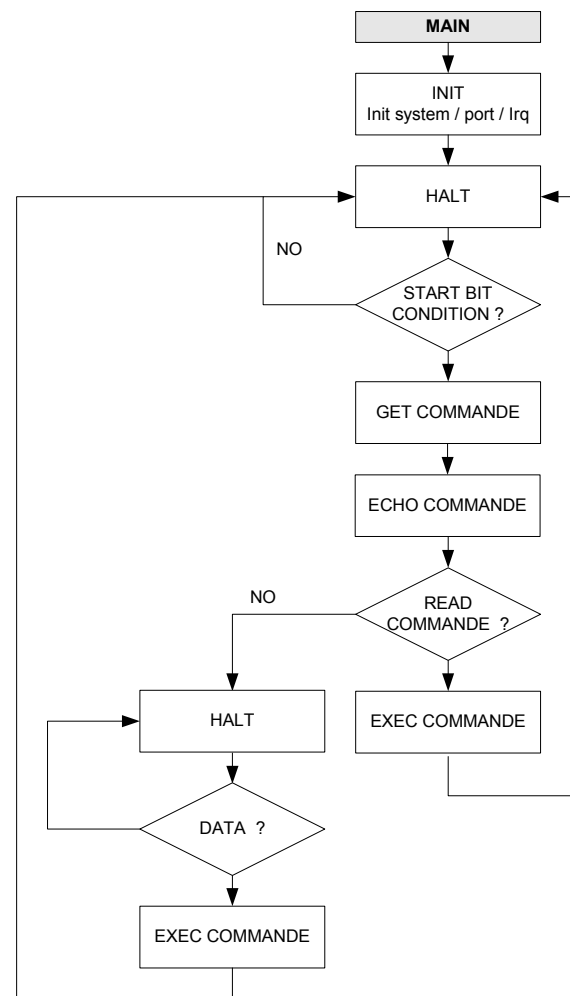 MAIN
INIT
Init system / port / Irq
HALT
NO
START BIT
CONDITION ?
GET COMMANDE
ECHO COMMANDE
NO
READ
COMMANDE ?
HALT
EXEC COMMANDE
DATA ?
EXEC COMMANDE